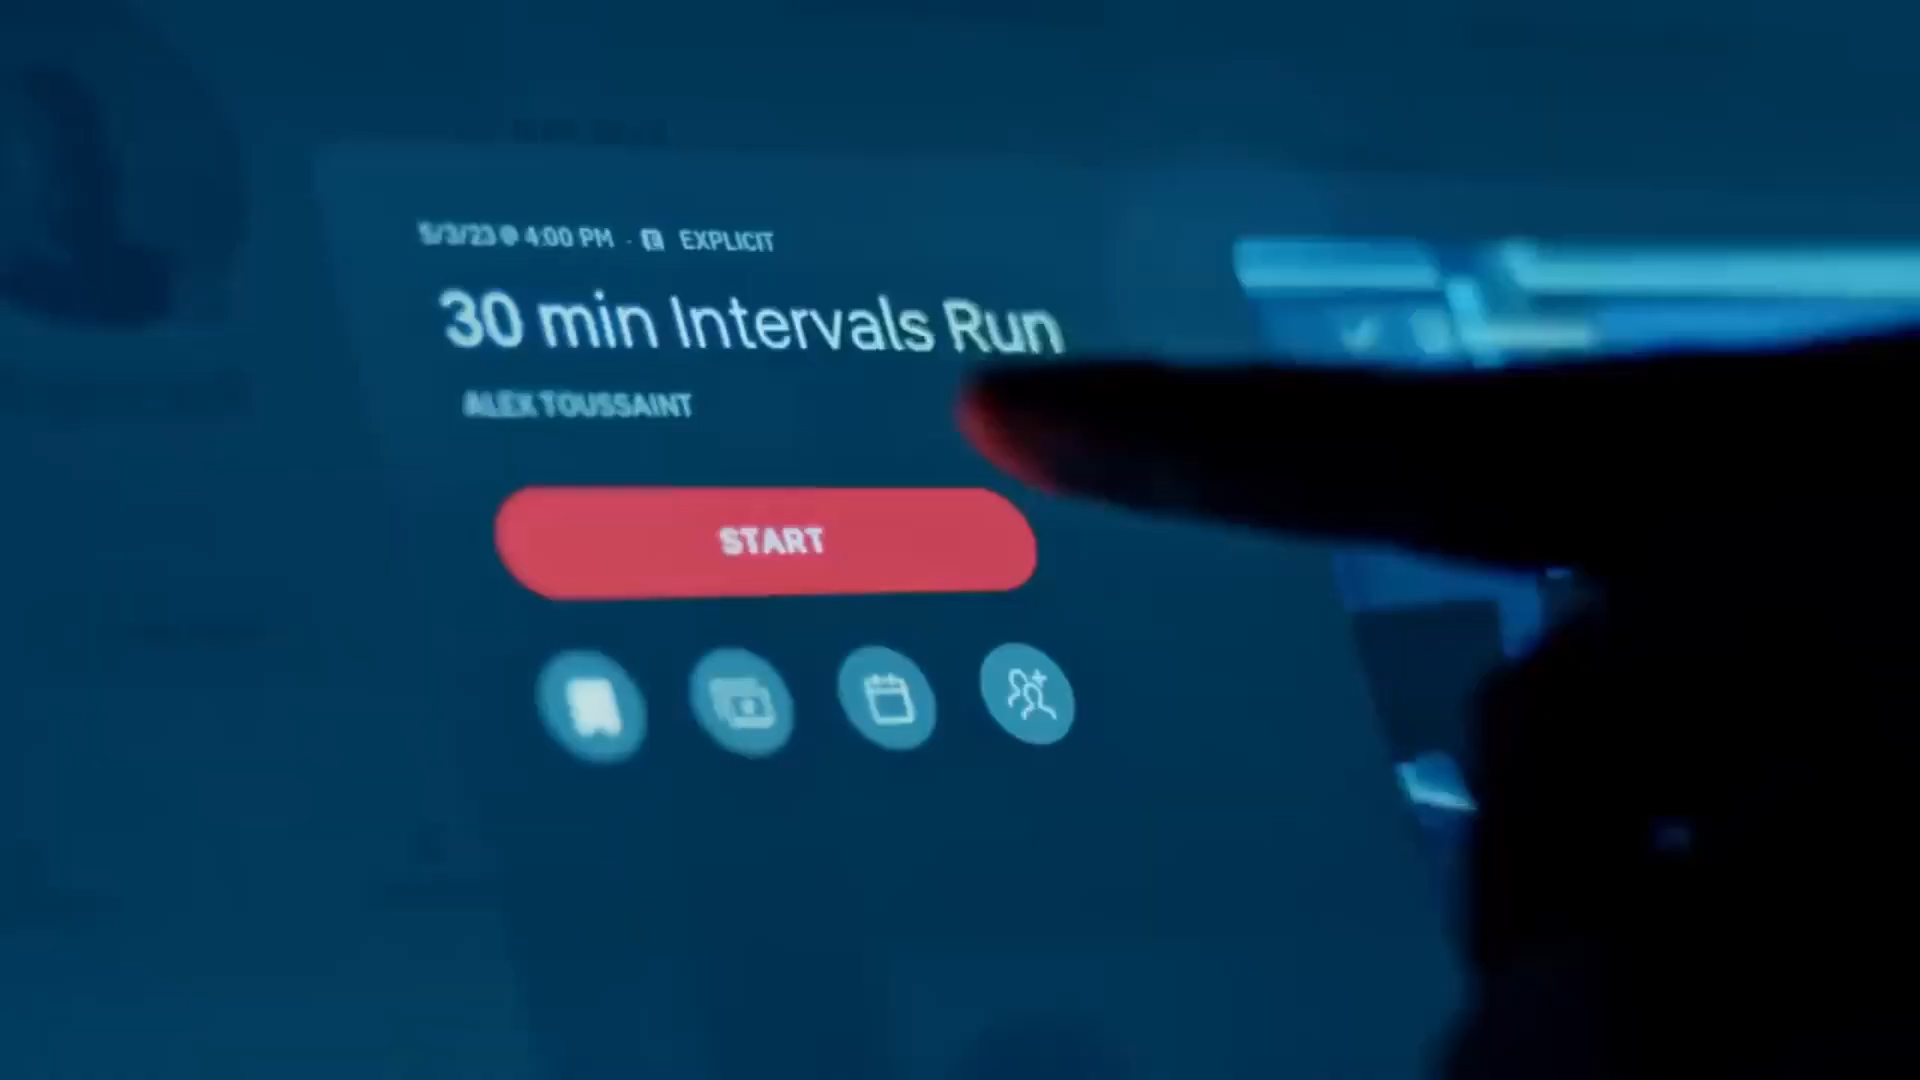 5/3/23 @ 4:00 PM · E EXPLICIT
30 min Intervals Run
ALEX TOUSSAINT
START